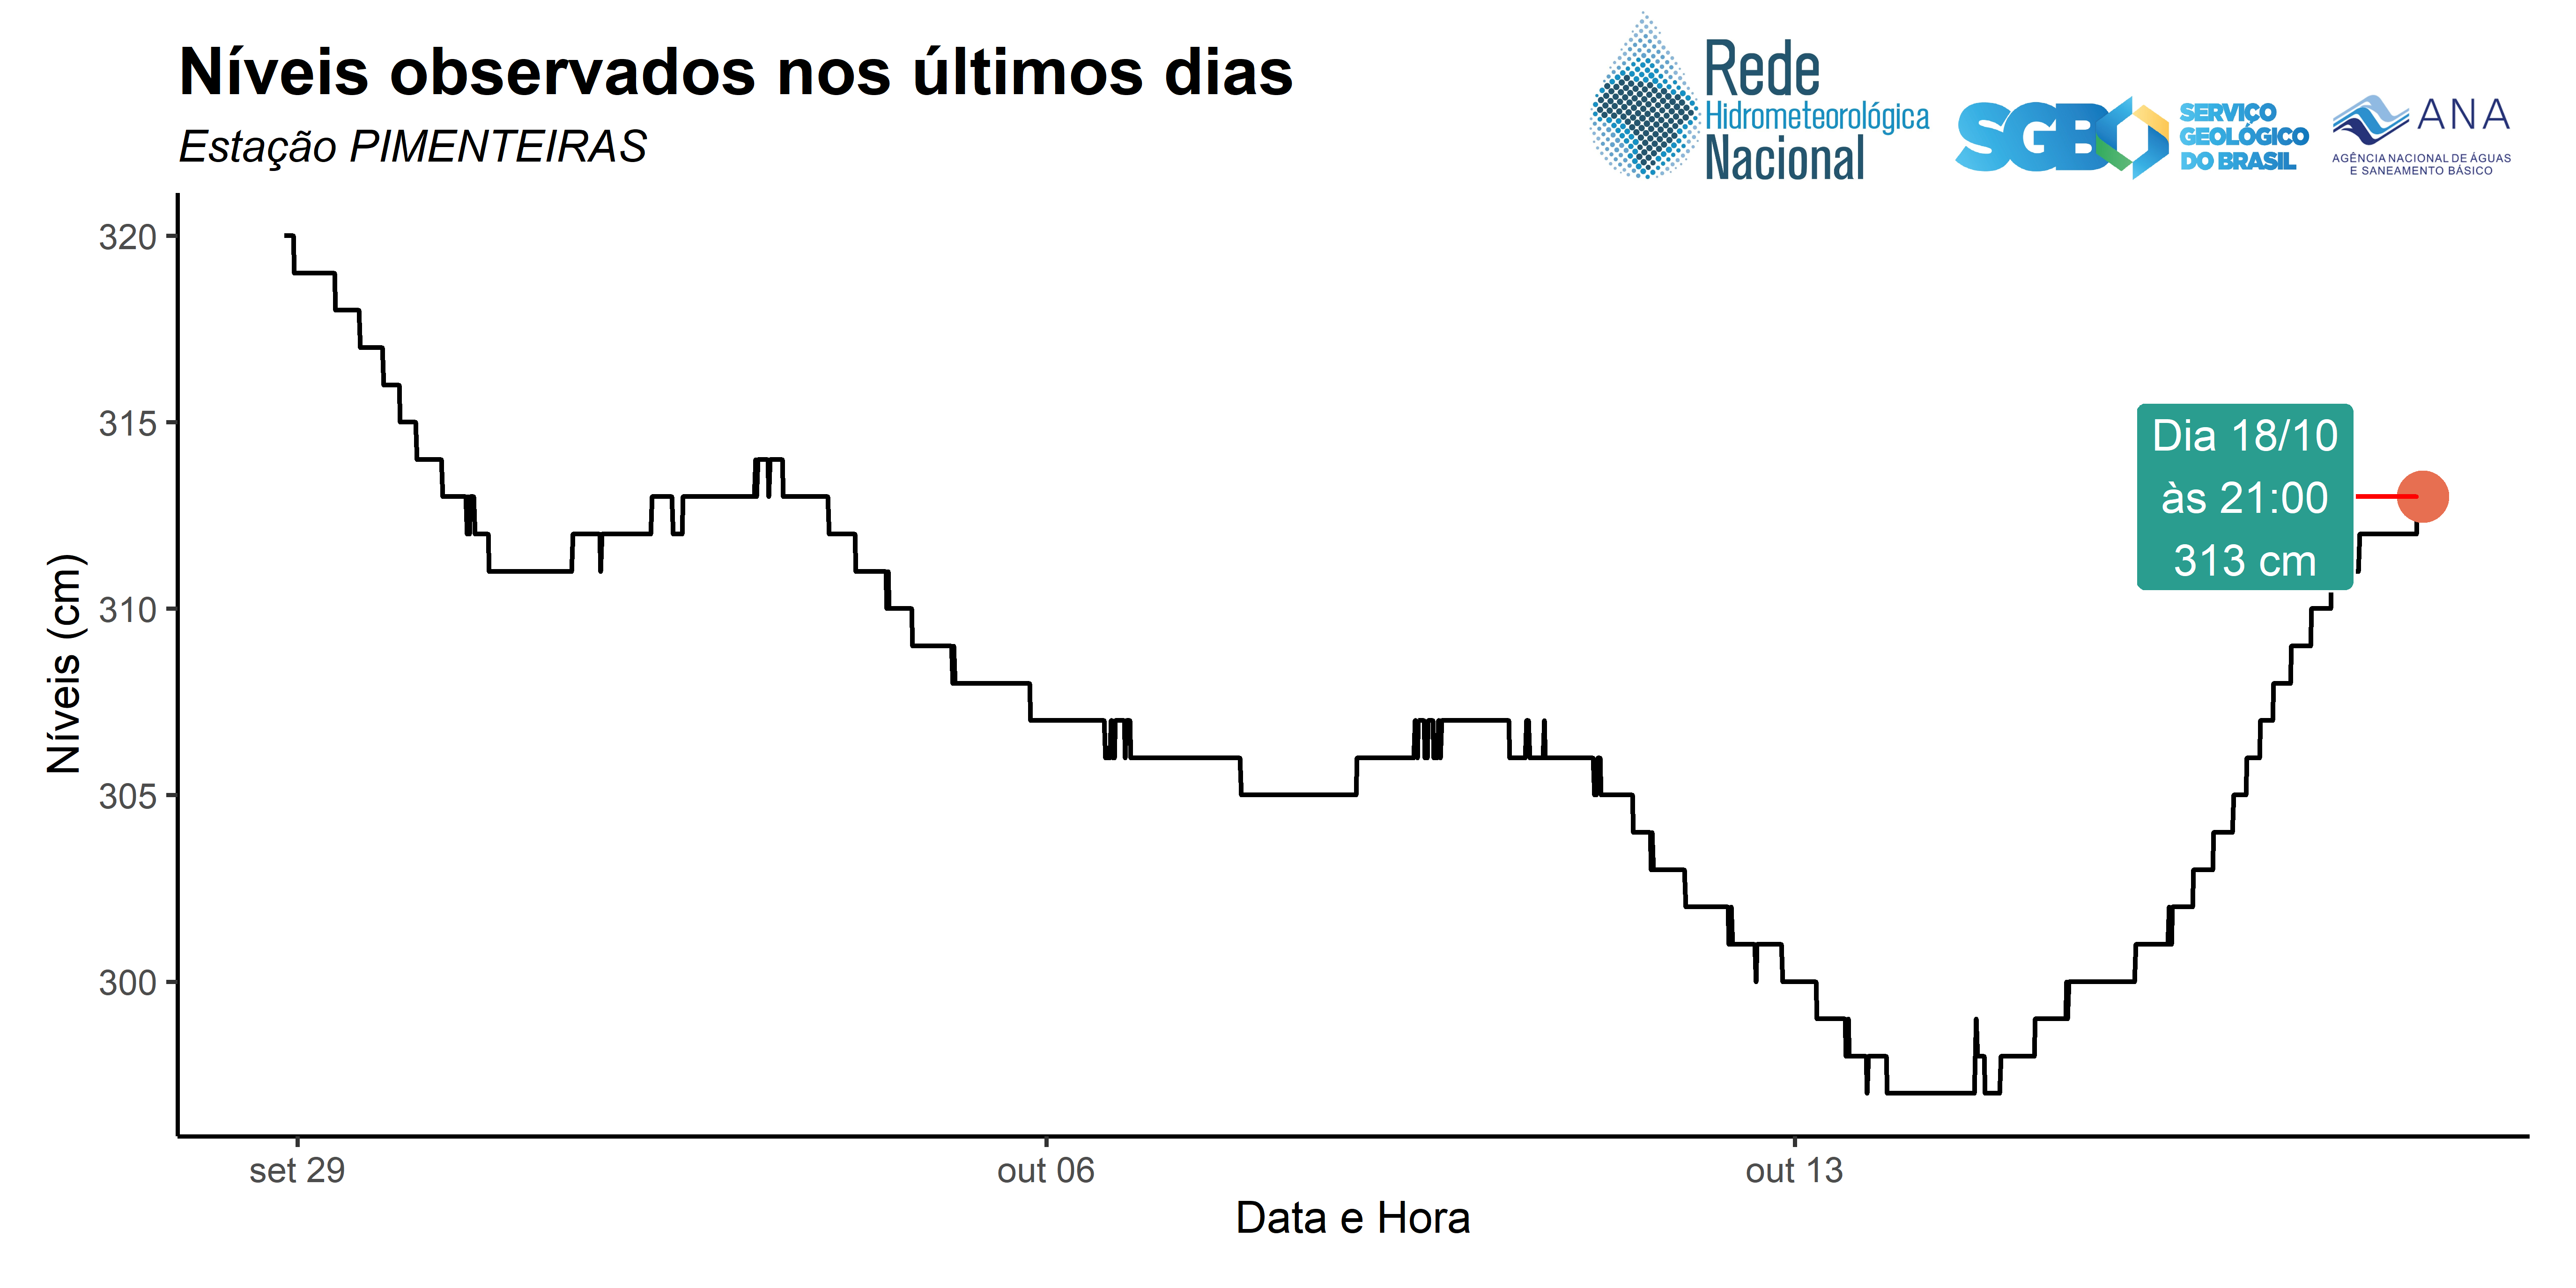 Níveis observados nos últimos dias
Estação PIMENTEIRAS
Rede
Hidrometeorológica
Nacional
SGB
SERVIÇO
GEOLÓGICO
DO BRASIL
ANA
AGÊNCIA NACIONAL DE ÁGUAS
E SANEAMENTO BÁSICO
Níveis (cm)
320
315
310
305
300
Dia 18/10
às 21:00
313 cm
set 29
out 06
out 13
Data e Hora